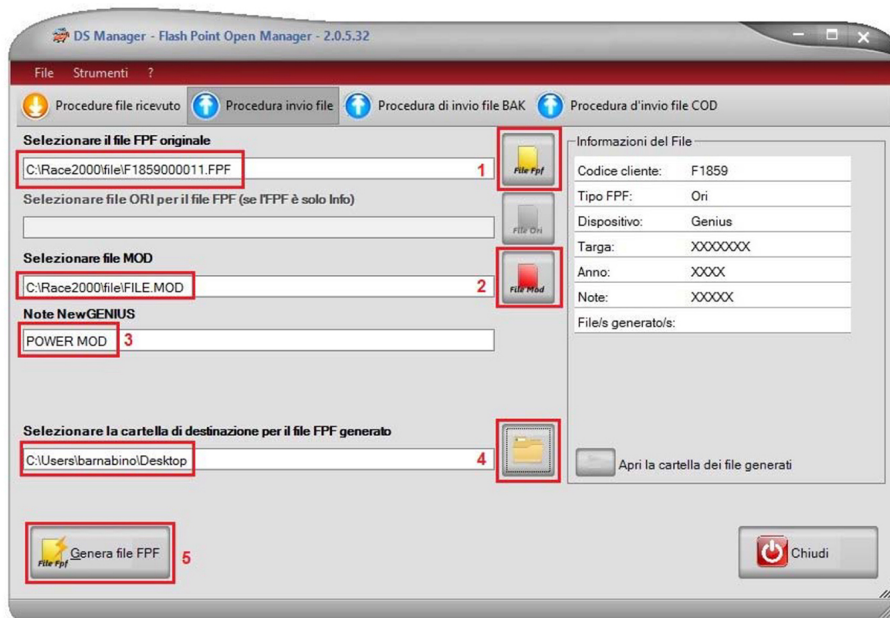 DS Manager - Flash Point Open Manager - 2.0.5.32
File Strumenti ?
Procedure file ricevuto Procedura invio file Procedura di invio file BAK Procedura d'invio file COD
Selezionare il file FPF originale
C:\Race2000\file\F1859000011.FPF
1
File Fpf
Selezionare file ORI per il file FPF (se l'FPF è solo Info)
File Ori
Selezionare file MOD
C:\Race2000\file\FILE.MOD
2
File Mod
Note NewGENIUS
POWER MOD
3
Selezionare la cartella di destinazione per il file FPF generato
C:\Users\barnabino\Desktop
4
File Fpf
Genera file FPF
5
Informazioni del File
Codice cliente: F1859
Tipo FPF: Ori
Dispositivo: Genius
Targa: XXXXXXX
Anno: XXXX
Note: XXXXX
File/s generato/s:
Apri la cartella dei file generati
Chiudi